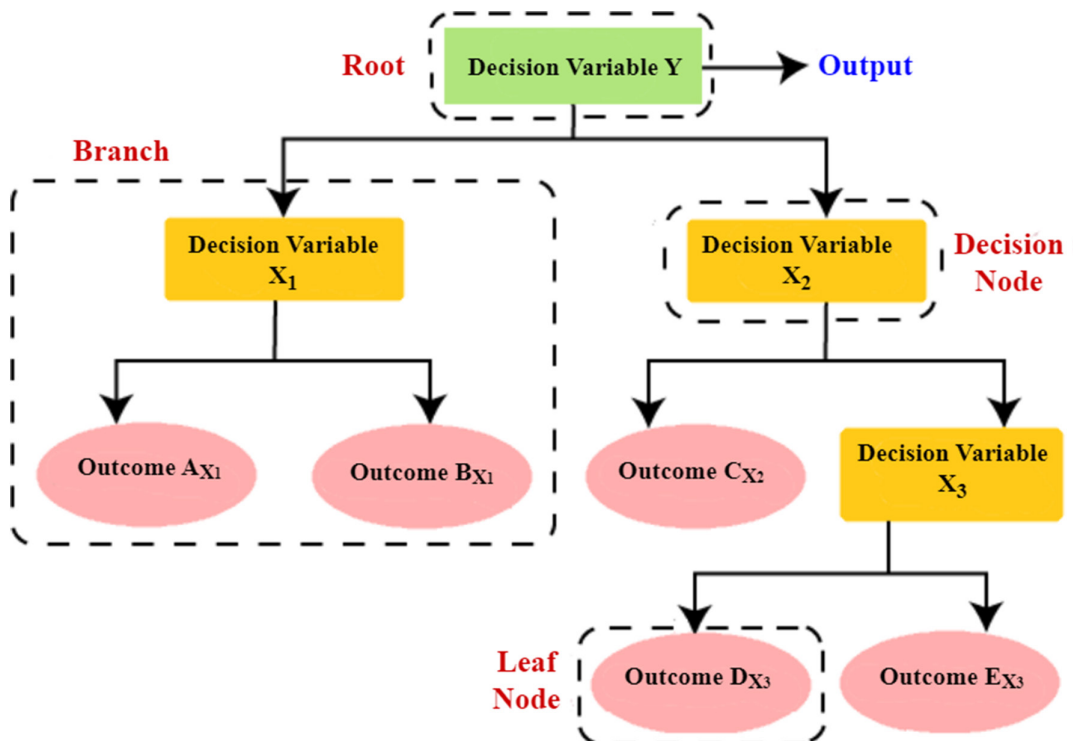 Root
Decision Variable Y
Output
Branch
Decision Variable
X₁
Decision Variable
X₂
Decision
Node
Outcome Aₓ₁
Outcome Bₓ₁
Outcome Cₓ₂
Decision Variable
X₃
Leaf
Node
Outcome Dₓ₃
Outcome Eₓ₃